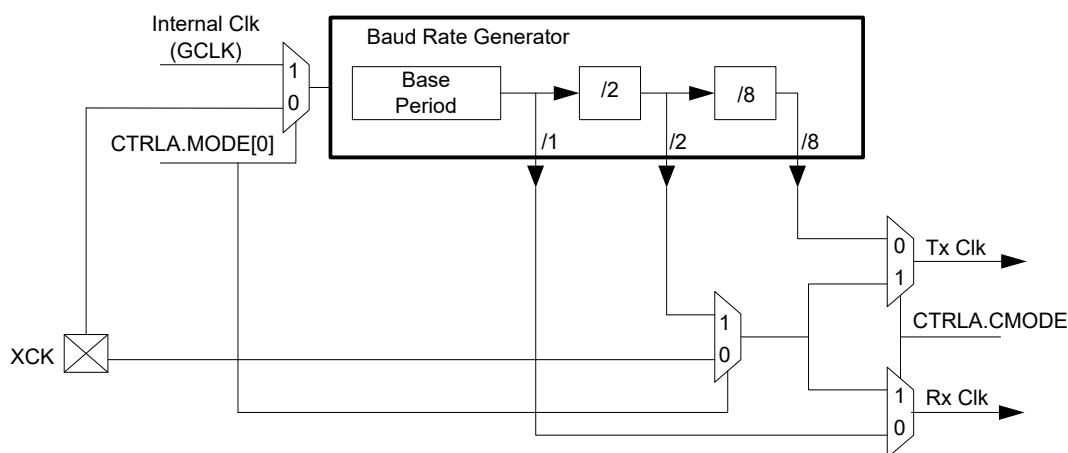 Internal Clk
(GCLK)
Baud Rate Generator
1
0
Base
Period
/2
/8
CTRLA.MODE[0]
/1
/2
/8
0
Tx Clk
1
1
CTRLA.CMODE
XCK
0
1
Rx Clk
0